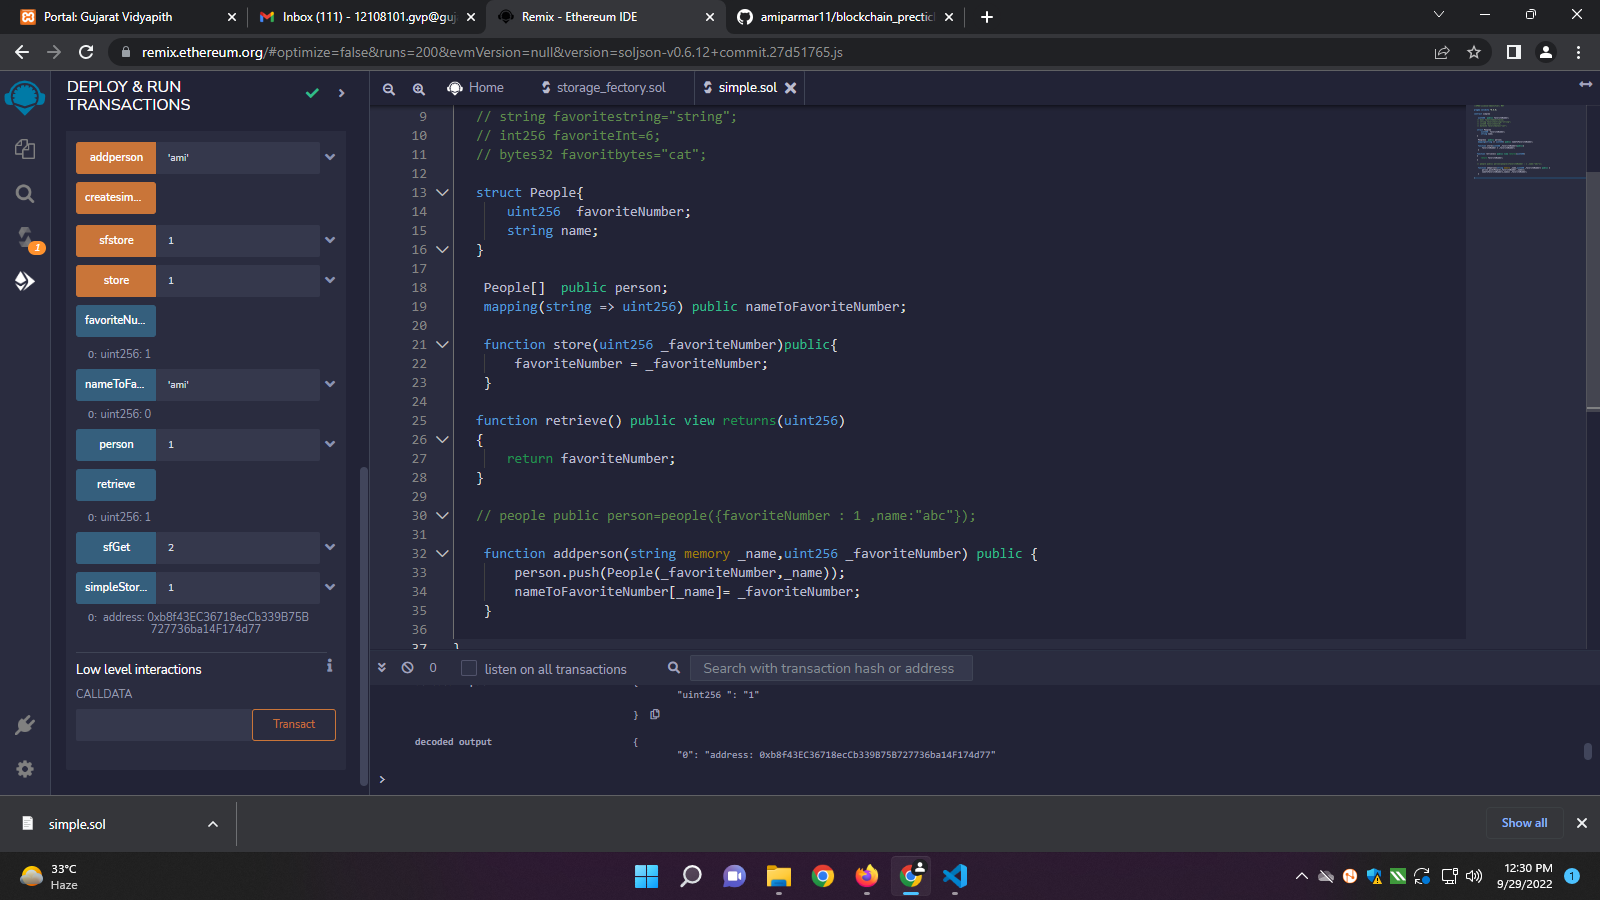 Portal: Gujarat Vidyapith
Inbox (111) - 12108101.gvp@guj
Remix - Ethereum IDE
amiparmar11/blockchain_prectic
remix.ethereum.org/#optimize=false&runs=200&evmVersion=null&version=soljson-v0.6.12+commit.27d51765.js
DEPLOY & RUN
TRANSACTIONS
Home
storage_fectory.sol
simple.sol
addperson
'ami'
createsim...
sfstore
1
store
1
favoriteNu...
0: uint256: 1
nameToFa...
'ami'
0: uint256: 0
person
1
retrieve
0: uint256: 1
sfGet
2
simpleStor...
1
0: address: 0xb8f43EC36718ecCb339B75B
727736ba14F174d77
Low level interactions
i
CALLDATA
Transact
1
9 // string favoritestring="string";
10 // int256 favoriteInt=6;
11 // bytes32 favoritbytes="cat";
12
13 struct People{
14 uint256  favoriteNumber;
15 string name;
16 }
17
18 People[]  public person;
19 mapping(string => uint256) public nameToFavoriteNumber;
20
21 function store(uint256 _favoriteNumber)public{
22 favoriteNumber = _favoriteNumber;
23 }
24
25 function retrieve() public view returns(uint256)
26 {
27 return favoriteNumber;
28 }
29
30 // people public person=people({favoriteNumber : 1 ,name:"abc"});
31
32 function addperson(string memory _name,uint256 _favoriteNumber) public {
33 person.push(People(_favoriteNumber,_name));
34 nameToFavoriteNumber[_name]= _favoriteNumber;
35 }
36
37 }
0
listen on all transactions
Search with transaction hash or address
"uint256 ": "1"
}
decoded output {
"0": "address: 0xb8f43EC36718ecCb339B75B727736ba14F174d77"
>
simple.sol
Show all
33°C
Haze
12:30 PM
9/29/2022
1